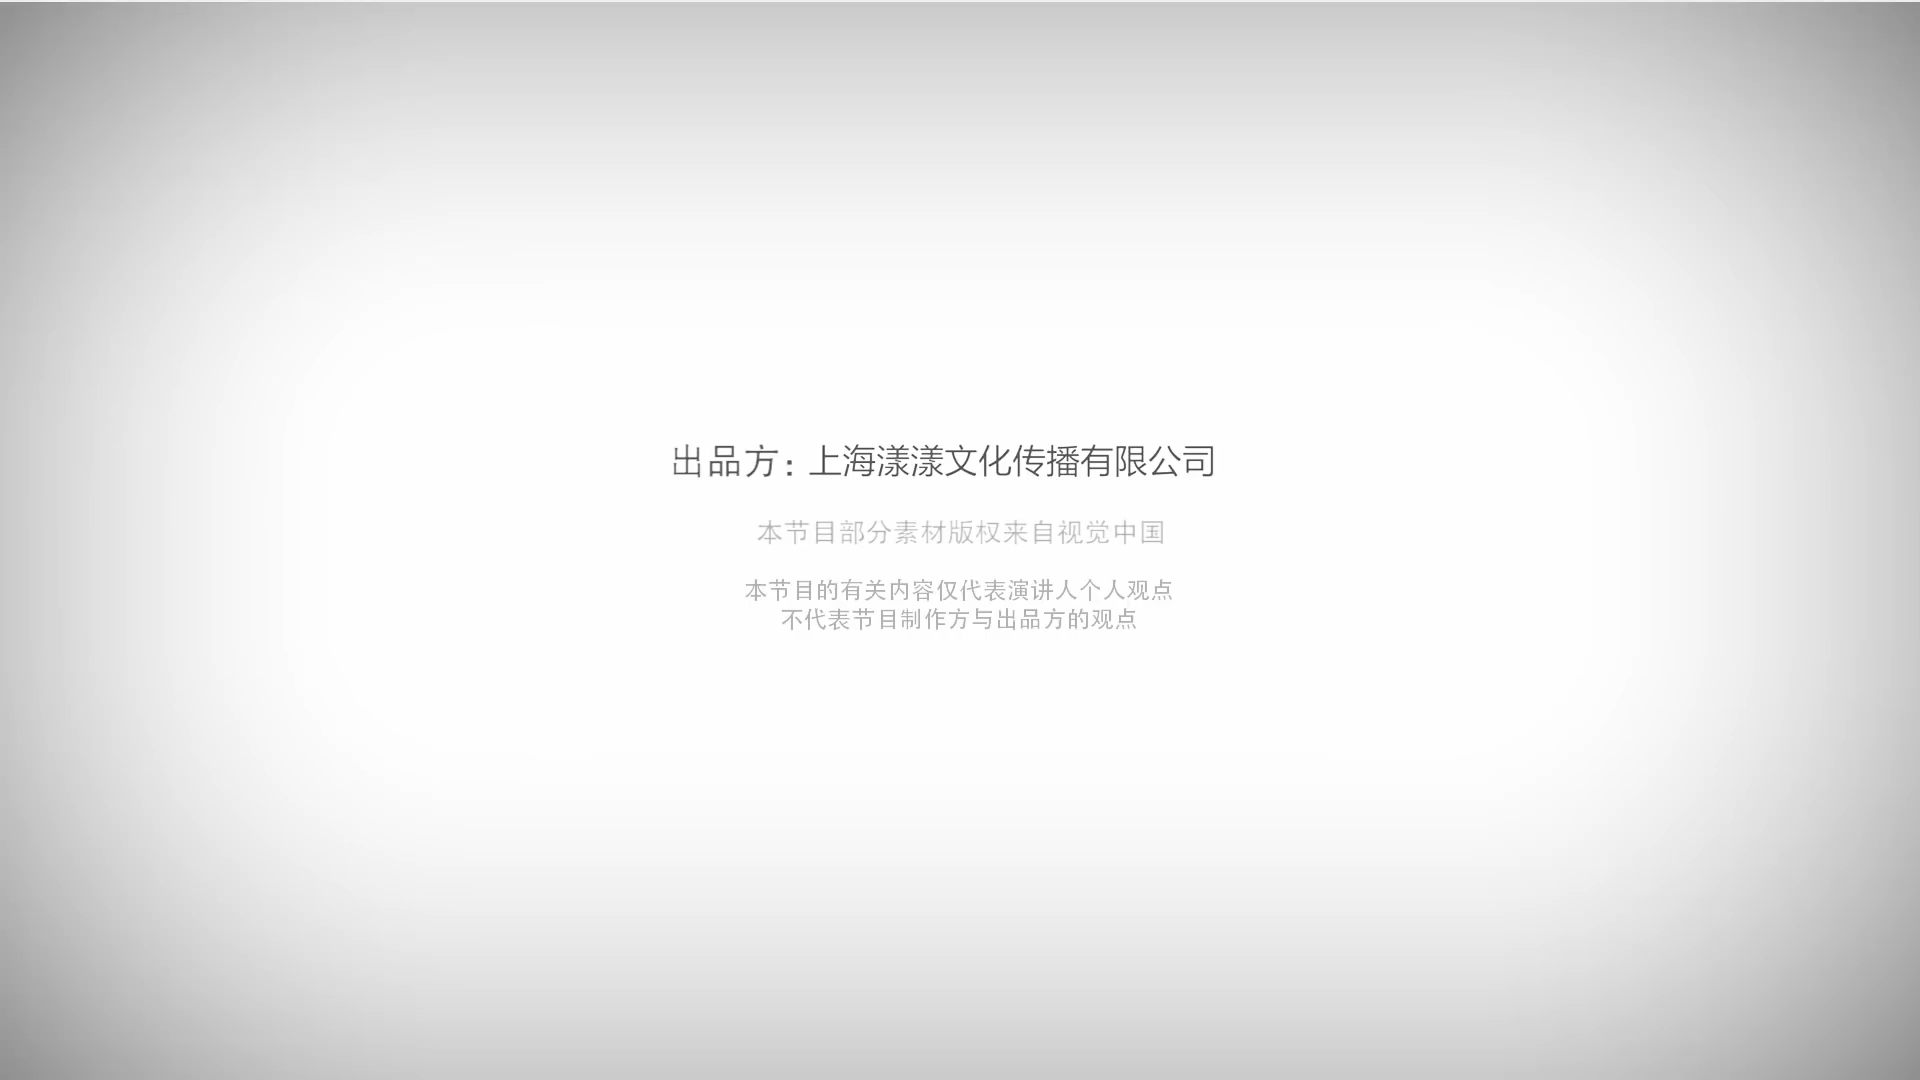 出品方：上海漾漾文化传播有限公司
本节目部分素材版权来自视觉中国
本节目的有关内容仅代表演讲人个人观点
不代表节目制作方与出品方的观点